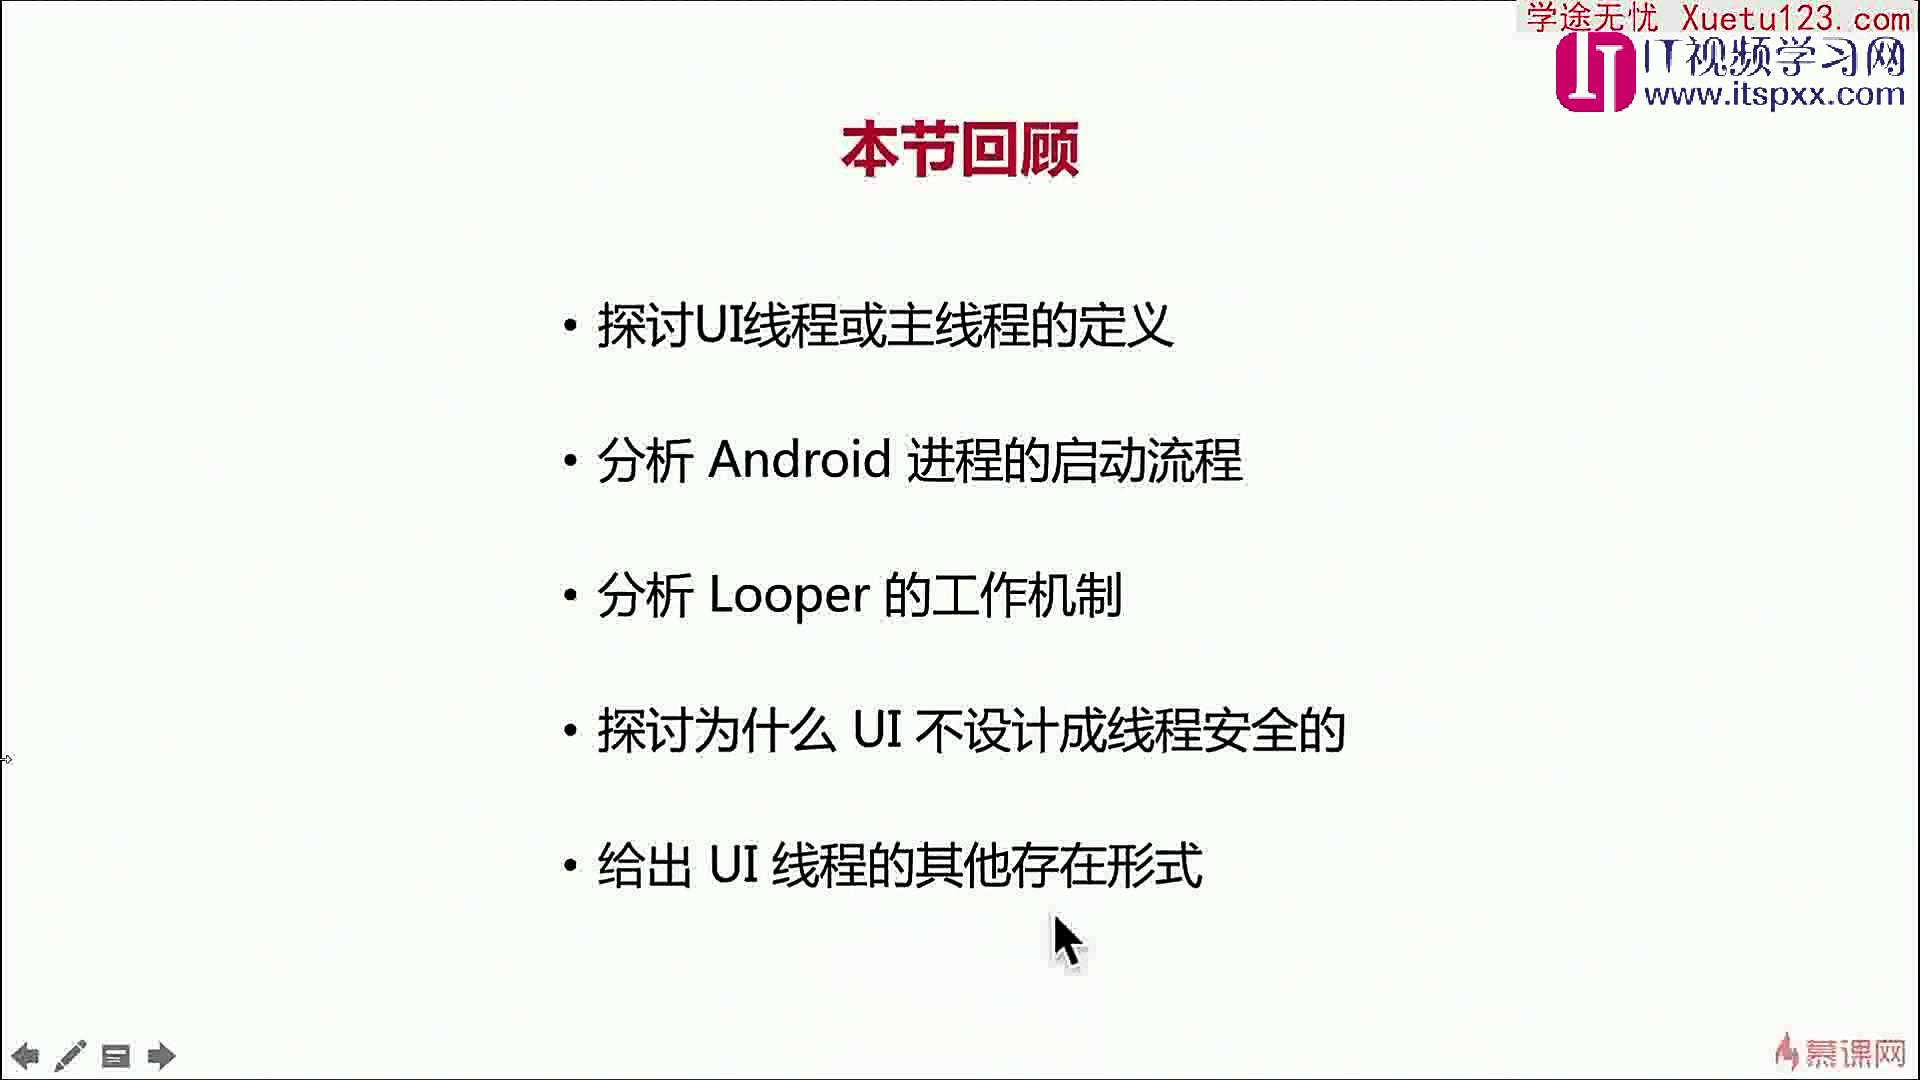 学途无忧 Xuetu123.com
IT视频学习网
www.itspxx.com
本节回顾
• 探讨UI线程或主线程的定义
• 分析 Android 进程的启动流程
• 分析 Looper 的工作机制
• 探讨为什么 UI 不设计成线程安全的
• 给出 UI 线程的其他存在形式
慕课网